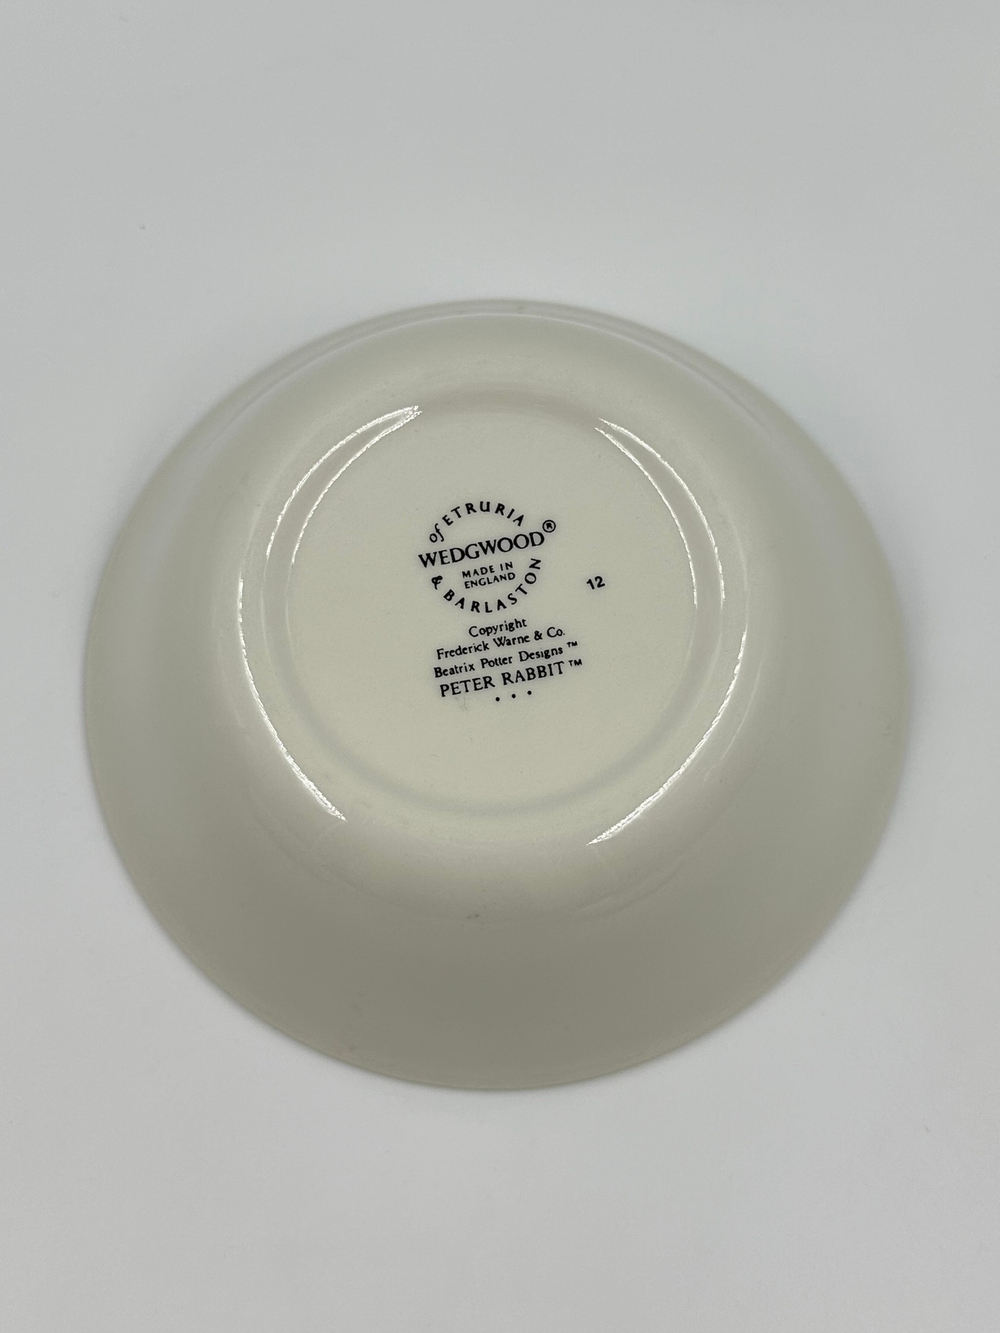 of ETRURIA
WEDGWOOD®
MADE IN
ENGLAND
& BARLASTON
12
Copyright
Frederick Warne & Co.
Beatrix Potter Designs™
PETER RABBIT™
• • •